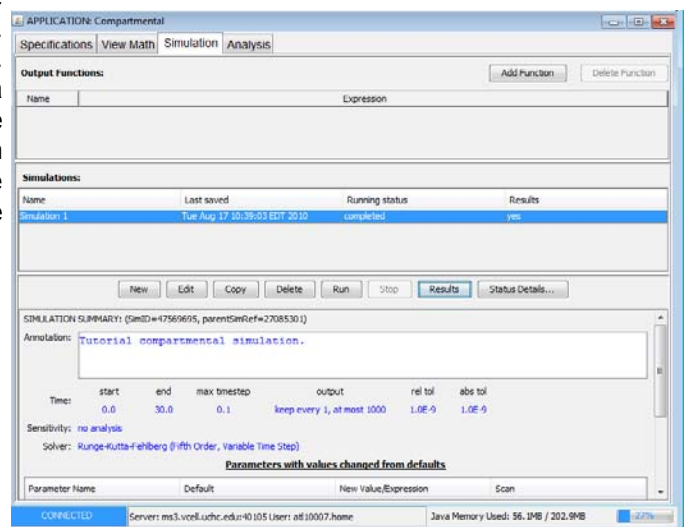 APPLICATION: Compartmental
Specifications View Math Simulation Analysis
Output Functions: Add Function Delete Function
Name Expression
Simulations:
Name Last saved Running status Results
Simulation 1 Tue Aug 17 10:39:03 EDT 2010 completed yes
New Edit Copy Delete Run Stop Results Status Details...
SIMULATION SUMMARY: (SimID=47569695, parentSimRef=27085301)
Annotation: Tutorial compartmental simulation.
start end max timestep output rel tol abs tol
Time: 0.0 30.0 0.1 keep every 1, at most 1000 1.0E-9 1.0E-9
Sensitivity: no analysis
Solver: Runge-Kutta-Fehlberg (Fifth Order, Variable Time Step)
Parameters with values changed from defaults
Parameter Name Default New Value/Expression Scan
CONNECTED Server: ms3.vcell.uchc.edu:40105 User: atl10007.home Java Memory Used: 56.1MB / 202.9MB 27%